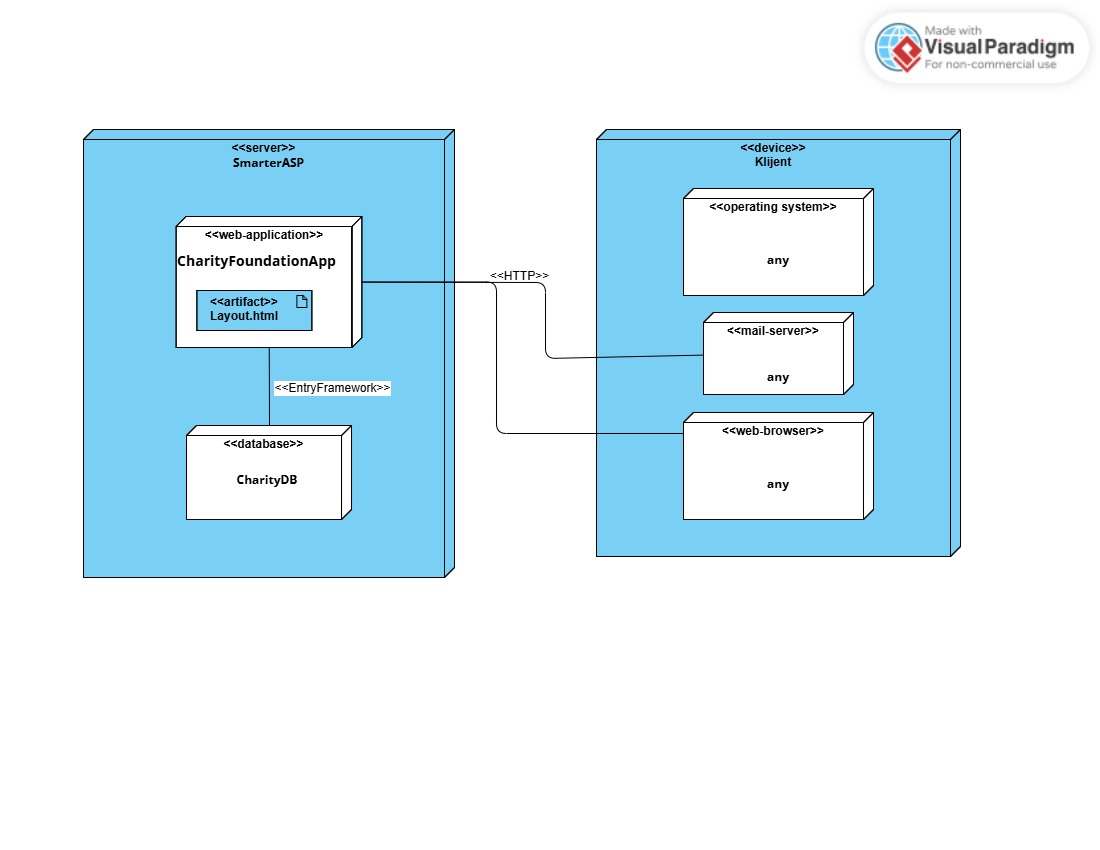 Made with
Visual Paradigm
For non-commercial use
<<server>>
SmarterASP
<<web-application>>
CharityFoundationApp
<<artifact>>
Layout.html
<<EntryFramework>>
<<database>>
CharityDB
<<HTTP>>
<<device>>
Klijent
<<operating system>>
any
<<mail-server>>
any
<<web-browser>>
any